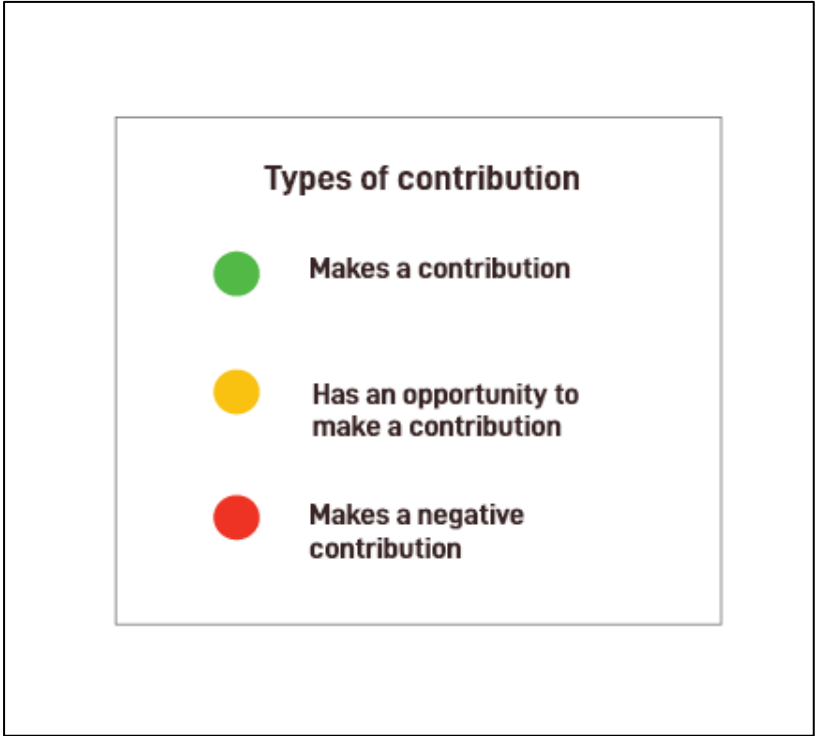 Types of contribution
Makes a contribution
Has an opportunity to
make a contribution
Makes a negative
contribution